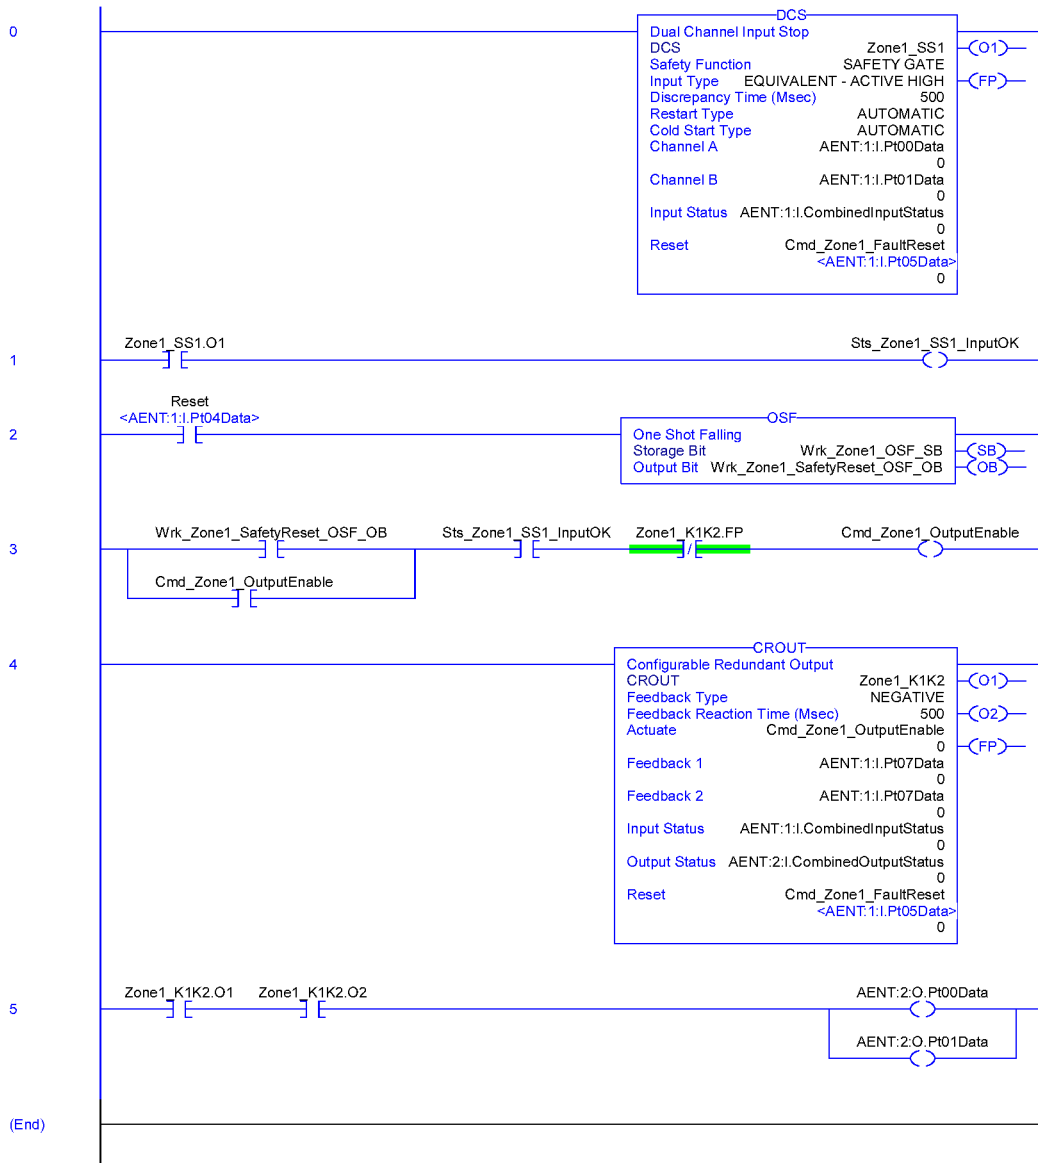 0
DCS
Dual Channel Input Stop
DCS Zone1_SS1 (O1)
Safety Function SAFETY GATE
Input Type EQUIVALENT - ACTIVE HIGH (FP)
Discrepancy Time (Msec) 500
Restart Type AUTOMATIC
Cold Start Type AUTOMATIC
Channel A AENT:1:I.Pt00Data
0
Channel B AENT:1:I.Pt01Data
0
Input Status AENT:1:I.CombinedInputStatus
0
Reset Cmd_Zone1_FaultReset
<AENT:1:I.Pt05Data>
0
Zone1_SS1.O1 Sts_Zone1_SS1_InputOK
1
Reset
<AENT:1:I.Pt04Data>
2
OSF
One Shot Falling
Storage Bit Wrk_Zone1_OSF_SB (SB)
Output Bit Wrk_Zone1_SafetyReset_OSF_OB (OB)
Wrk_Zone1_SafetyReset_OSF_OB Sts_Zone1_SS1_InputOK Zone1_K1K2.FP Cmd_Zone1_OutputEnable
3
Cmd_Zone1_OutputEnable
4
CROUT
Configurable Redundant Output
CROUT Zone1_K1K2 (O1)
Feedback Type NEGATIVE
Feedback Reaction Time (Msec) 500 (O2)
Actuate Cmd_Zone1_OutputEnable
0 (FP)
Feedback 1 AENT:1:I.Pt07Data
0
Feedback 2 AENT:1:I.Pt07Data
0
Input Status AENT:1:I.CombinedInputStatus
0
Output Status AENT:2:I.CombinedOutputStatus
0
Reset Cmd_Zone1_FaultReset
<AENT:1:I.Pt05Data>
0
Zone1_K1K2.O1 Zone1_K1K2.O2 AENT:2:O.Pt00Data
5
AENT:2:O.Pt01Data
(End)